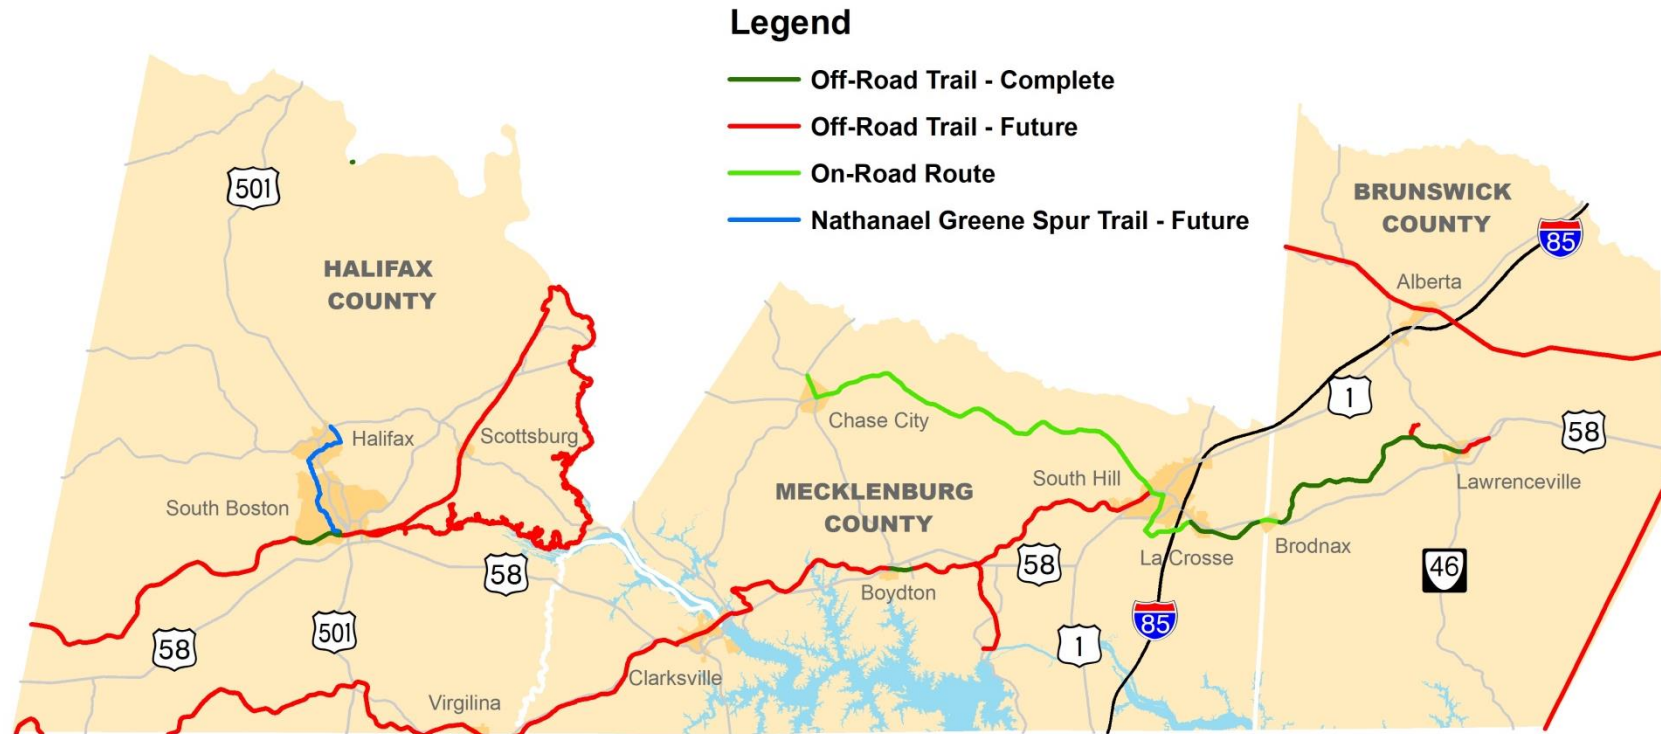 Legend
Off-Road Trail - Complete
Off-Road Trail - Future
On-Road Route
Nathanael Greene Spur Trail - Future
501
HALIFAX
COUNTY
BRUNSWICK
COUNTY
85
Alberta
1
Halifax
Scottsburg
Chase City
58
South Boston
South Hill
MECKLENBURG
COUNTY
Lawrenceville
La Crosse
Brodnax
58
58
Boydton
46
501
58
85
1
Clarksville
Virgilina